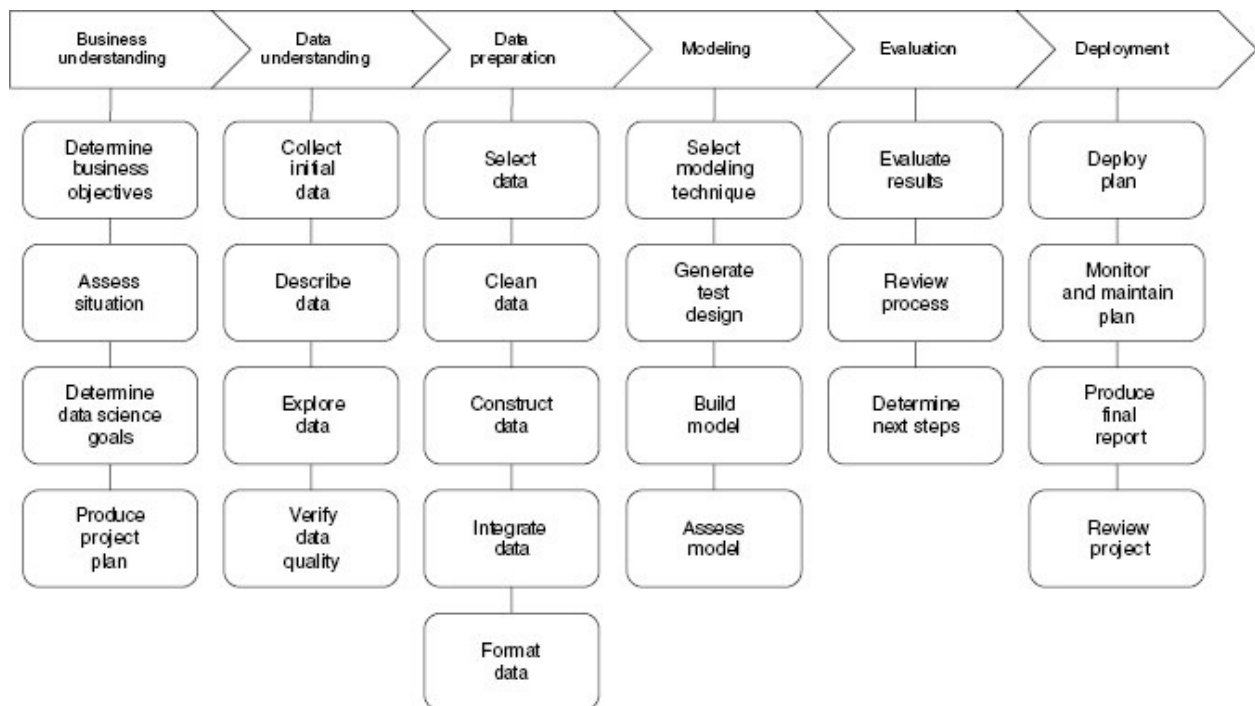 Business
understanding
Data
understanding
Data
preparation
Modeling
Evaluation
Deployment
Determine
business
objectives
Assess
situation
Determine
data science
goals
Produce
project
plan
Collect
initial
data
Describe
data
Explore
data
Verify
data
quality
Select
data
Clean
data
Construct
data
Integrate
data
Format
data
Select
modeling
technique
Generate
test
design
Build
model
Assess
model
Evaluate
results
Review
process
Determine
next steps
Deploy
plan
Monitor
and maintain
plan
Produce
final
report
Review
project